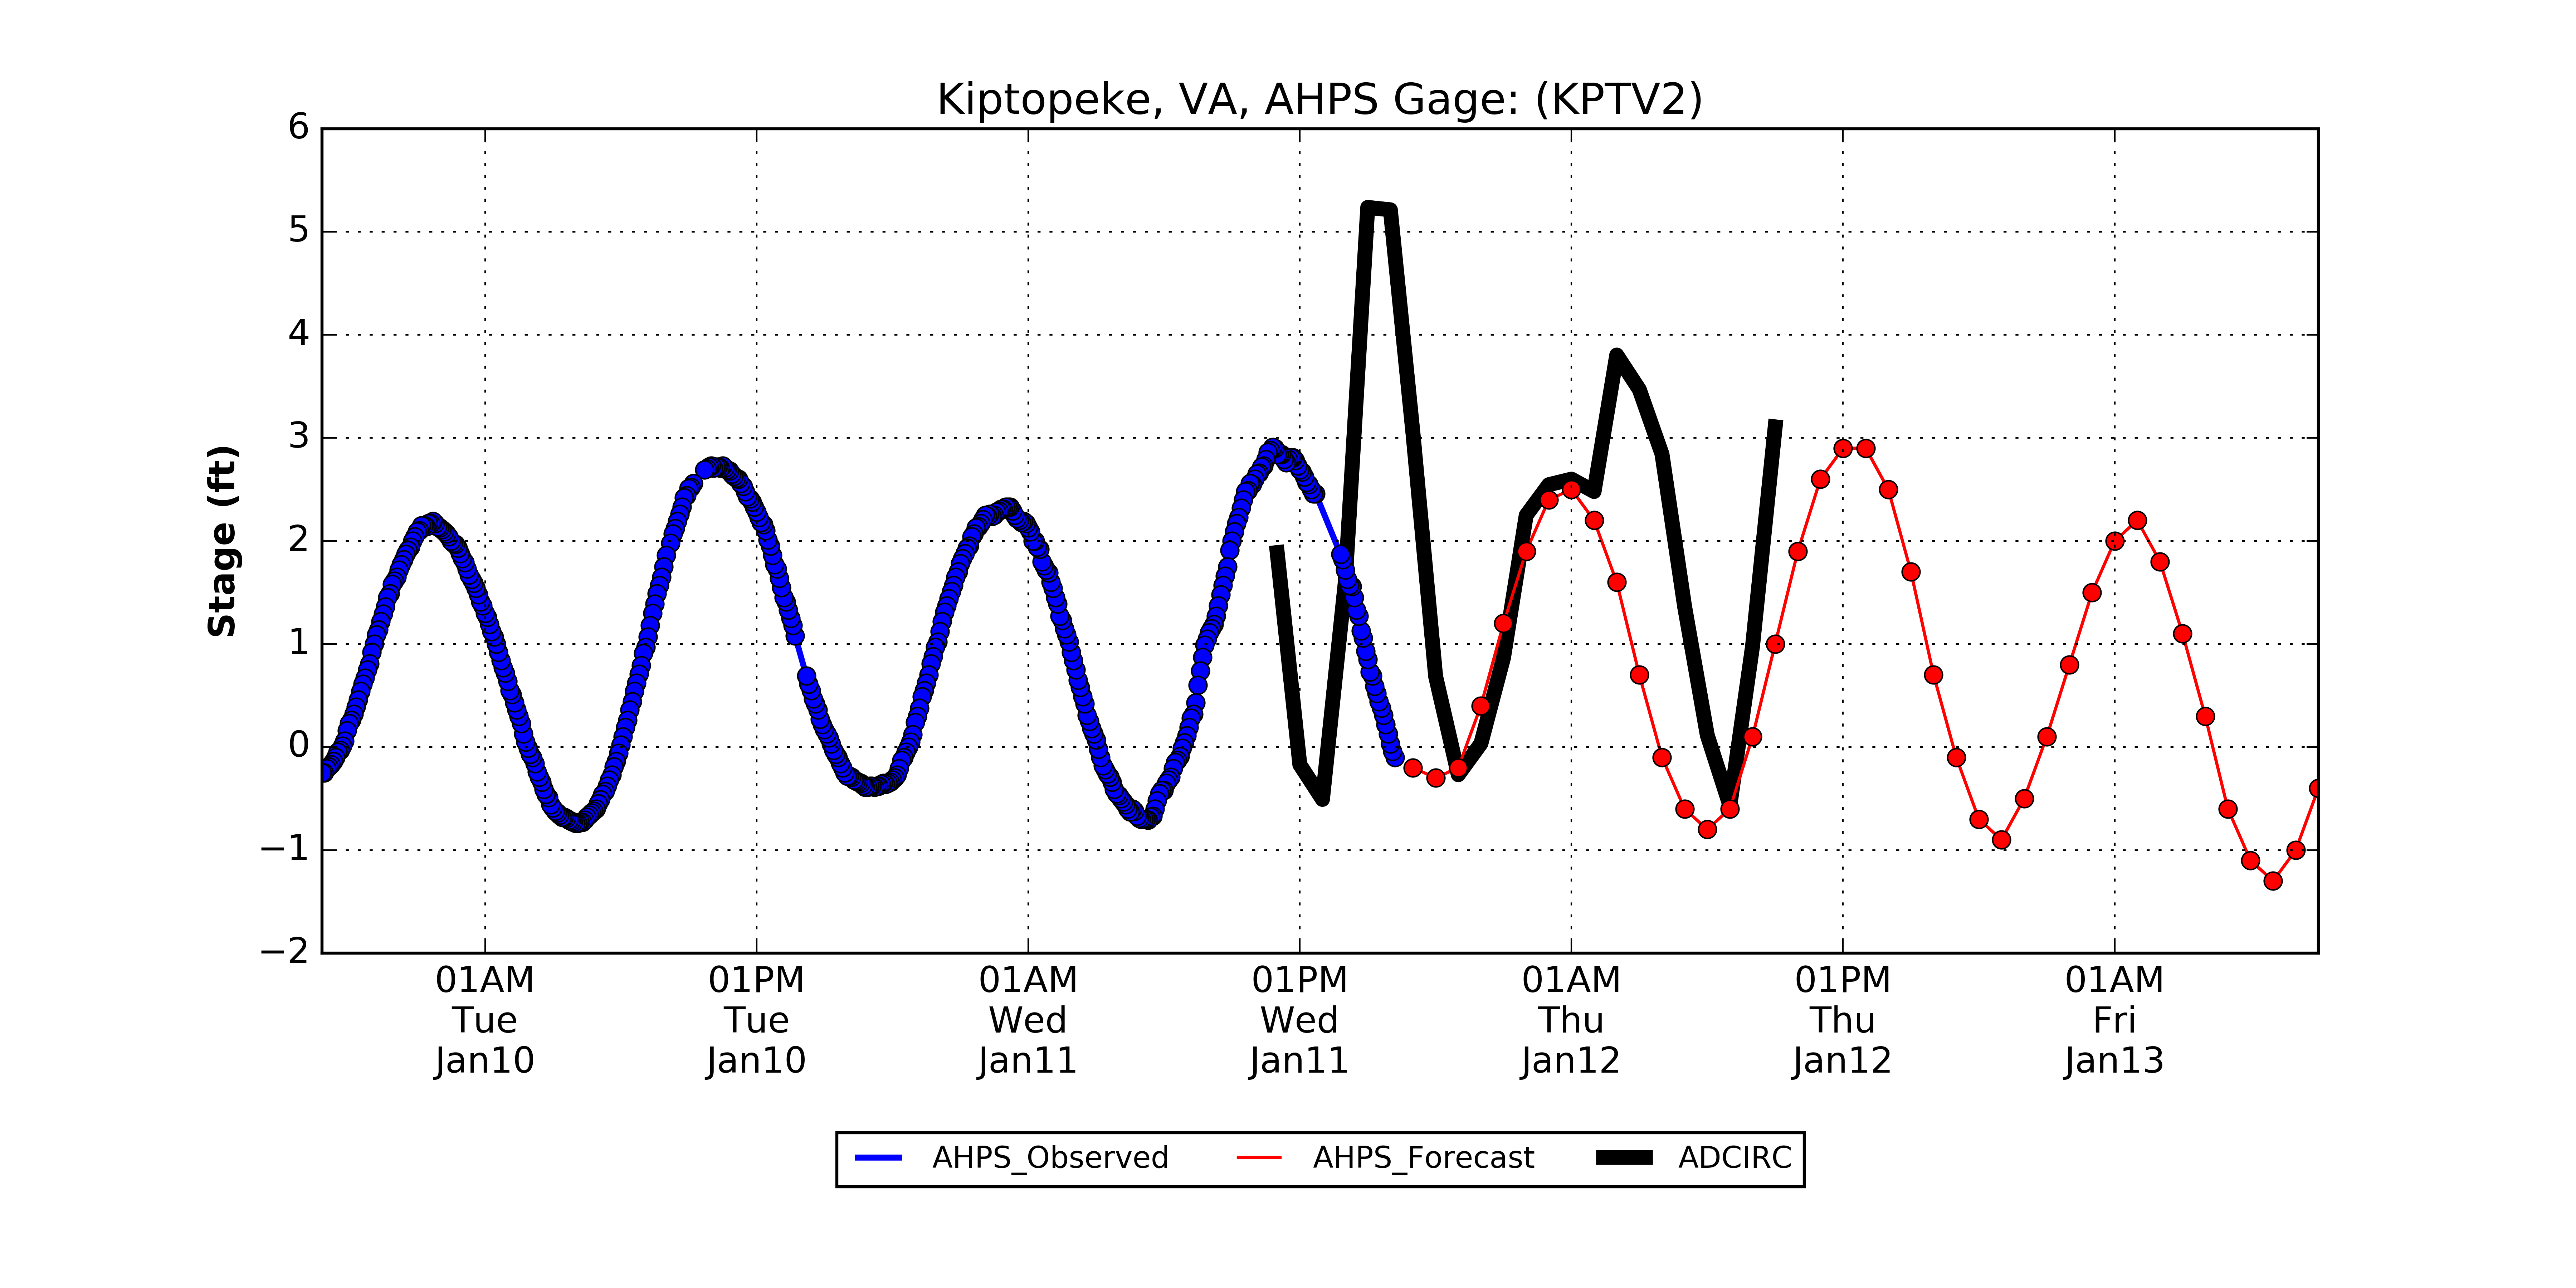 Kiptopeke, VA, AHPS Gage: (KPTV2)
6
5
4
3
2
1
0
−1
−2
Stage (ft)
01AM
Tue
Jan10
01PM
Tue
Jan10
01AM
Wed
Jan11
01PM
Wed
Jan11
01AM
Thu
Jan12
01PM
Thu
Jan12
01AM
Fri
Jan13
AHPS_Observed
AHPS_Forecast
ADCIRC